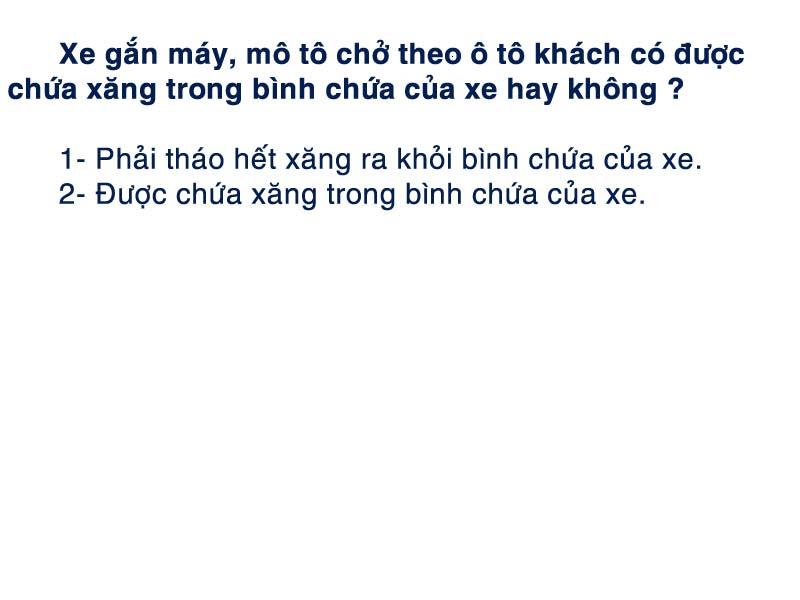 Xe gắn máy, mô tô chở theo ô tô khách có được
chứa xăng trong bình chứa của xe hay không ?
1- Phải tháo hết xăng ra khỏi bình chứa của xe.
2- Được chứa xăng trong bình chứa của xe.